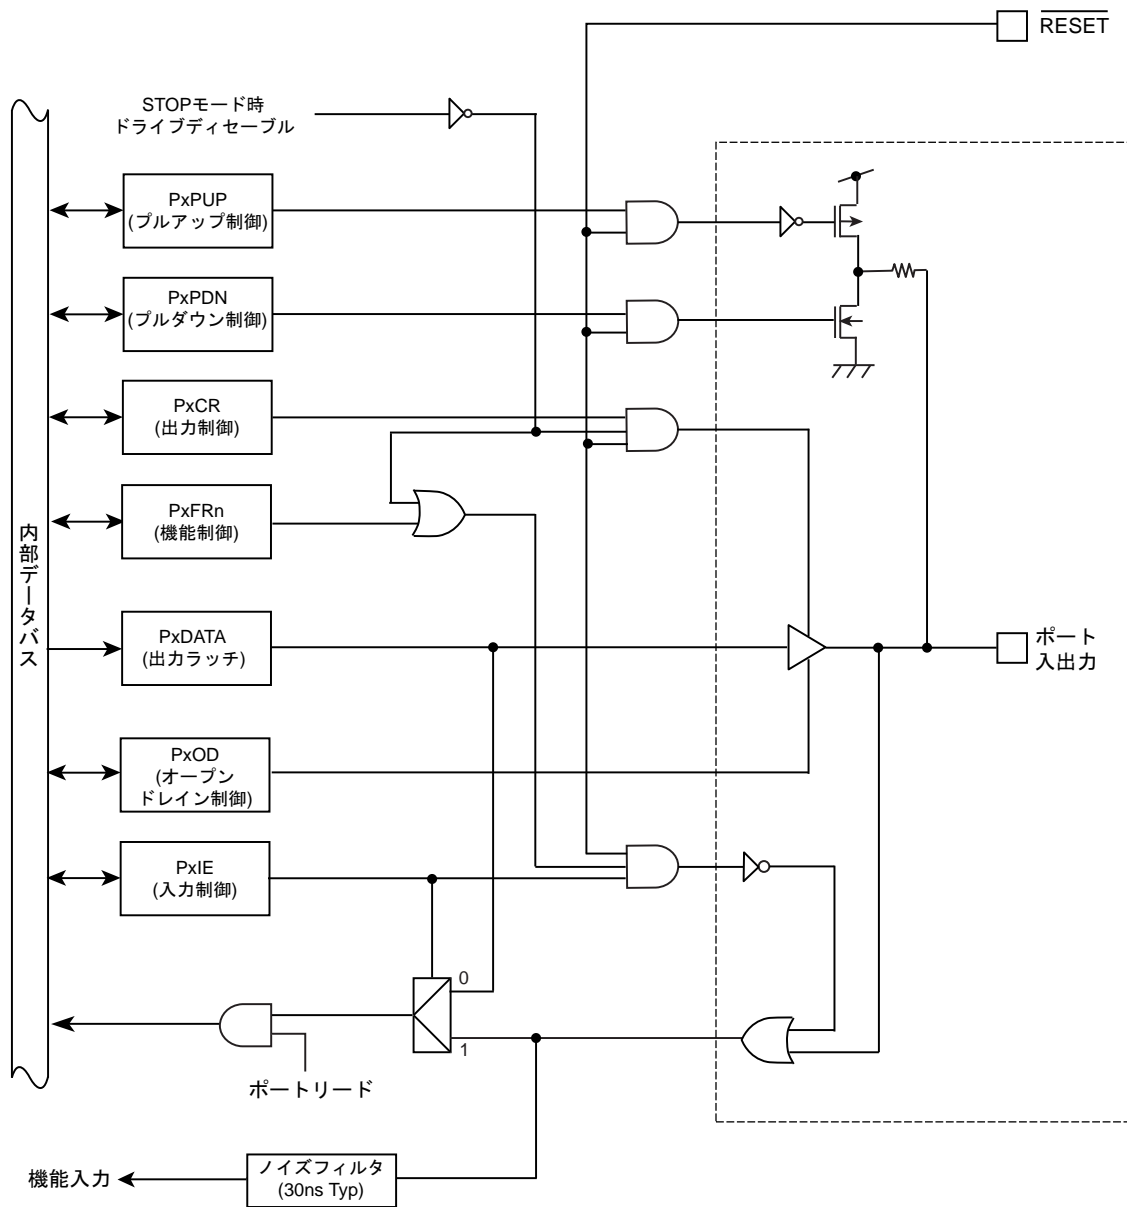 RESET
STOPモード時
ドライブディセーブル
PxPUP
(プルアップ制御)
PxPDN
(プルダウン制御)
PxCR
(出力制御)
PxFRn
(機能制御)
内部データバス
PxDATA
(出力ラッチ)
ポート
入出力
PxOD
(オープン
ドレイン制御)
PxIE
(入力制御)
0
1
ポートリード
機能入力
ノイズフィルタ
(30ns Typ)